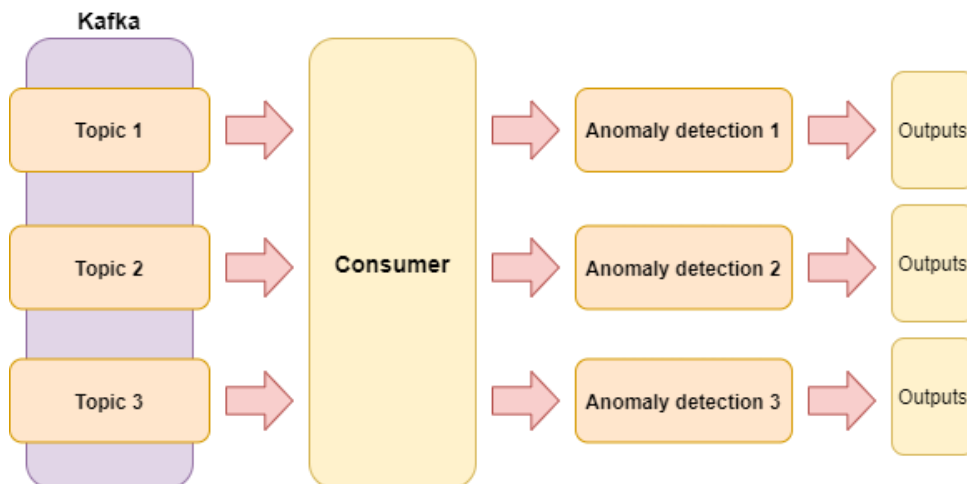 Kafka
Topic 1
Anomaly detection 1
Outputs
Topic 2
Consumer
Anomaly detection 2
Outputs
Topic 3
Anomaly detection 3
Outputs